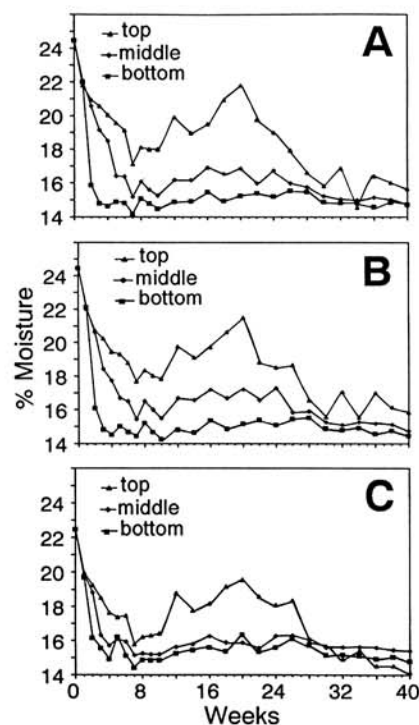 26
A
24
top
22
middle
20
bottom
18
16
14
B
24
top
22
middle
20
bottom
18
16
14
% Moisture
C
24
top
22
middle
20
bottom
18
16
14
0 8 16 24 32 40
Weeks